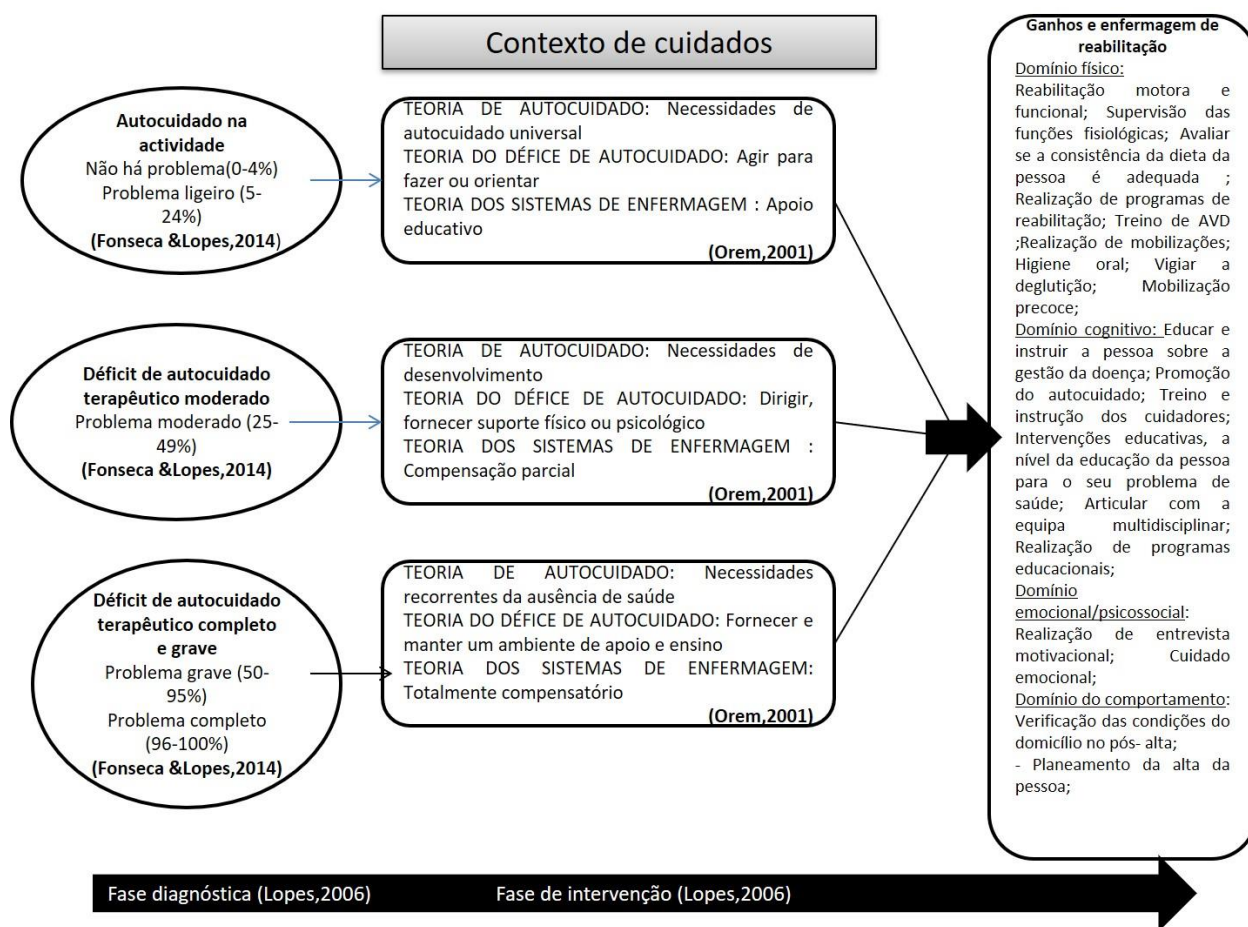 Contexto de cuidados
Autocuidado na
actividade
Não há problema(0-4%)
Problema ligeiro (5-
24%)
(Fonseca &Lopes,2014)
TEORIA DE AUTOCUIDADO: Necessidades de
autocuidado universal
TEORIA DO DÉFICE DE AUTOCUIDADO: Agir para
fazer ou orientar
TEORIA DOS SISTEMAS DE ENFERMAGEM : Apoio
educativo
(Orem,2001)
Déficit de autocuidado
terapêutico moderado
Problema moderado (25-
49%)
(Fonseca &Lopes,2014)
TEORIA DE AUTOCUIDADO: Necessidades de
desenvolvimento
TEORIA DO DÉFICE DE AUTOCUIDADO: Dirigir,
fornecer suporte físico ou psicológico
TEORIA DOS SISTEMAS DE ENFERMAGEM :
Compensação parcial
(Orem,2001)
Déficit de autocuidado
terapêutico completo
e grave
Problema grave (50-
95%)
Problema completo
(96-100%)
(Fonseca &Lopes,2014)
TEORIA DE AUTOCUIDADO: Necessidades
recorrentes da ausência de saúde
TEORIA DO DÉFICE DE AUTOCUIDADO: Fornecer e
manter um ambiente de apoio e ensino
TEORIA DOS SISTEMAS DE ENFERMAGEM:
Totalmente compensatório
(Orem,2001)
Ganhos e enfermagem de
reabilitação
Domínio físico:
Reabilitação motora e
funcional; Supervisão das
funções fisiológicas; Avaliar
se a consistência da dieta da
pessoa é adequada ;
Realização de programas de
reabilitação; Treino de AVD
;Realização de mobilizações;
Higiene oral; Vigiar a
deglutição; Mobilização
precoce;
Domínio cognitivo: Educar e
instruir a pessoa sobre a
gestão da doença; Promoção
do autocuidado; Treino e
instrução dos cuidadores;
Intervenções educativas, a
nível da educação da pessoa
para o seu problema de
saúde; Articular com a
equipa multidisciplinar;
Realização de programas
educacionais;
Domínio
emocional/psicossocial:
Realização de entrevista
motivacional; Cuidado
emocional;
Domínio do comportamento:
Verificação das condições do
domicílio no pós- alta;
- Planeamento da alta da
pessoa;
Fase diagnóstica (Lopes,2006)
Fase de intervenção (Lopes,2006)